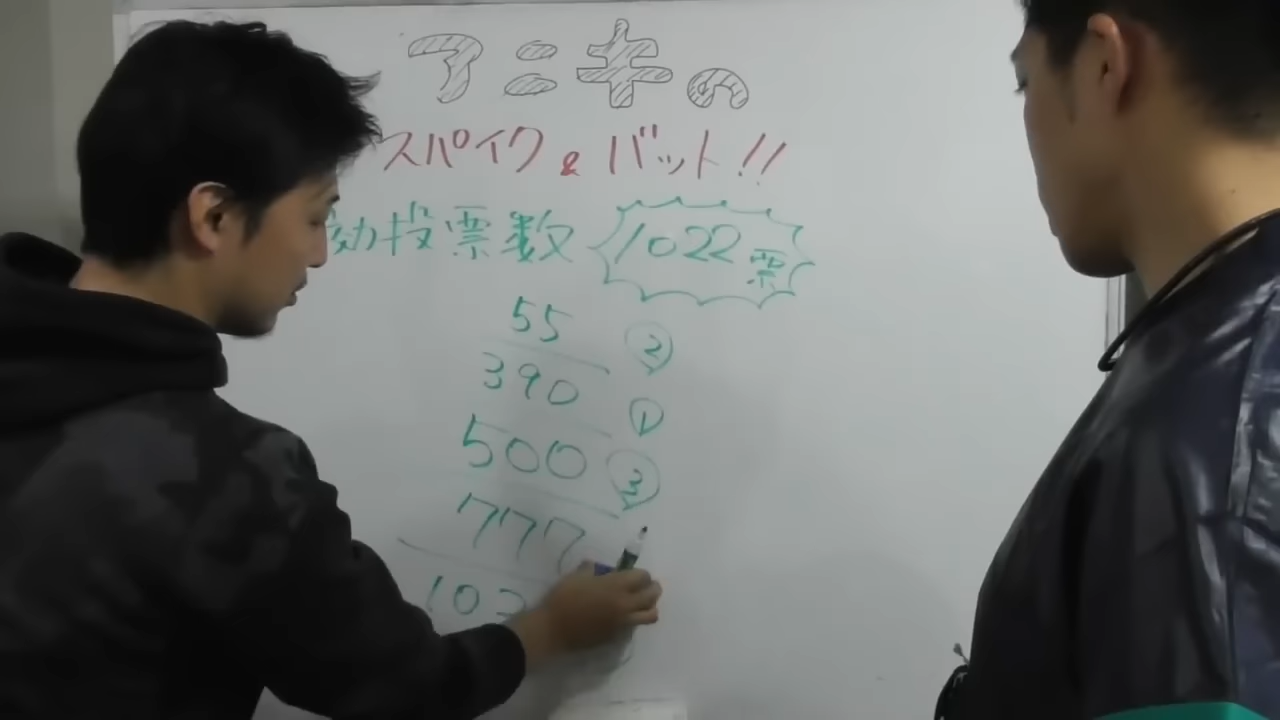 アニキの
スパイク & バット!!
効投票数 1022票
55 ②
390 ①
500 ③
777
102